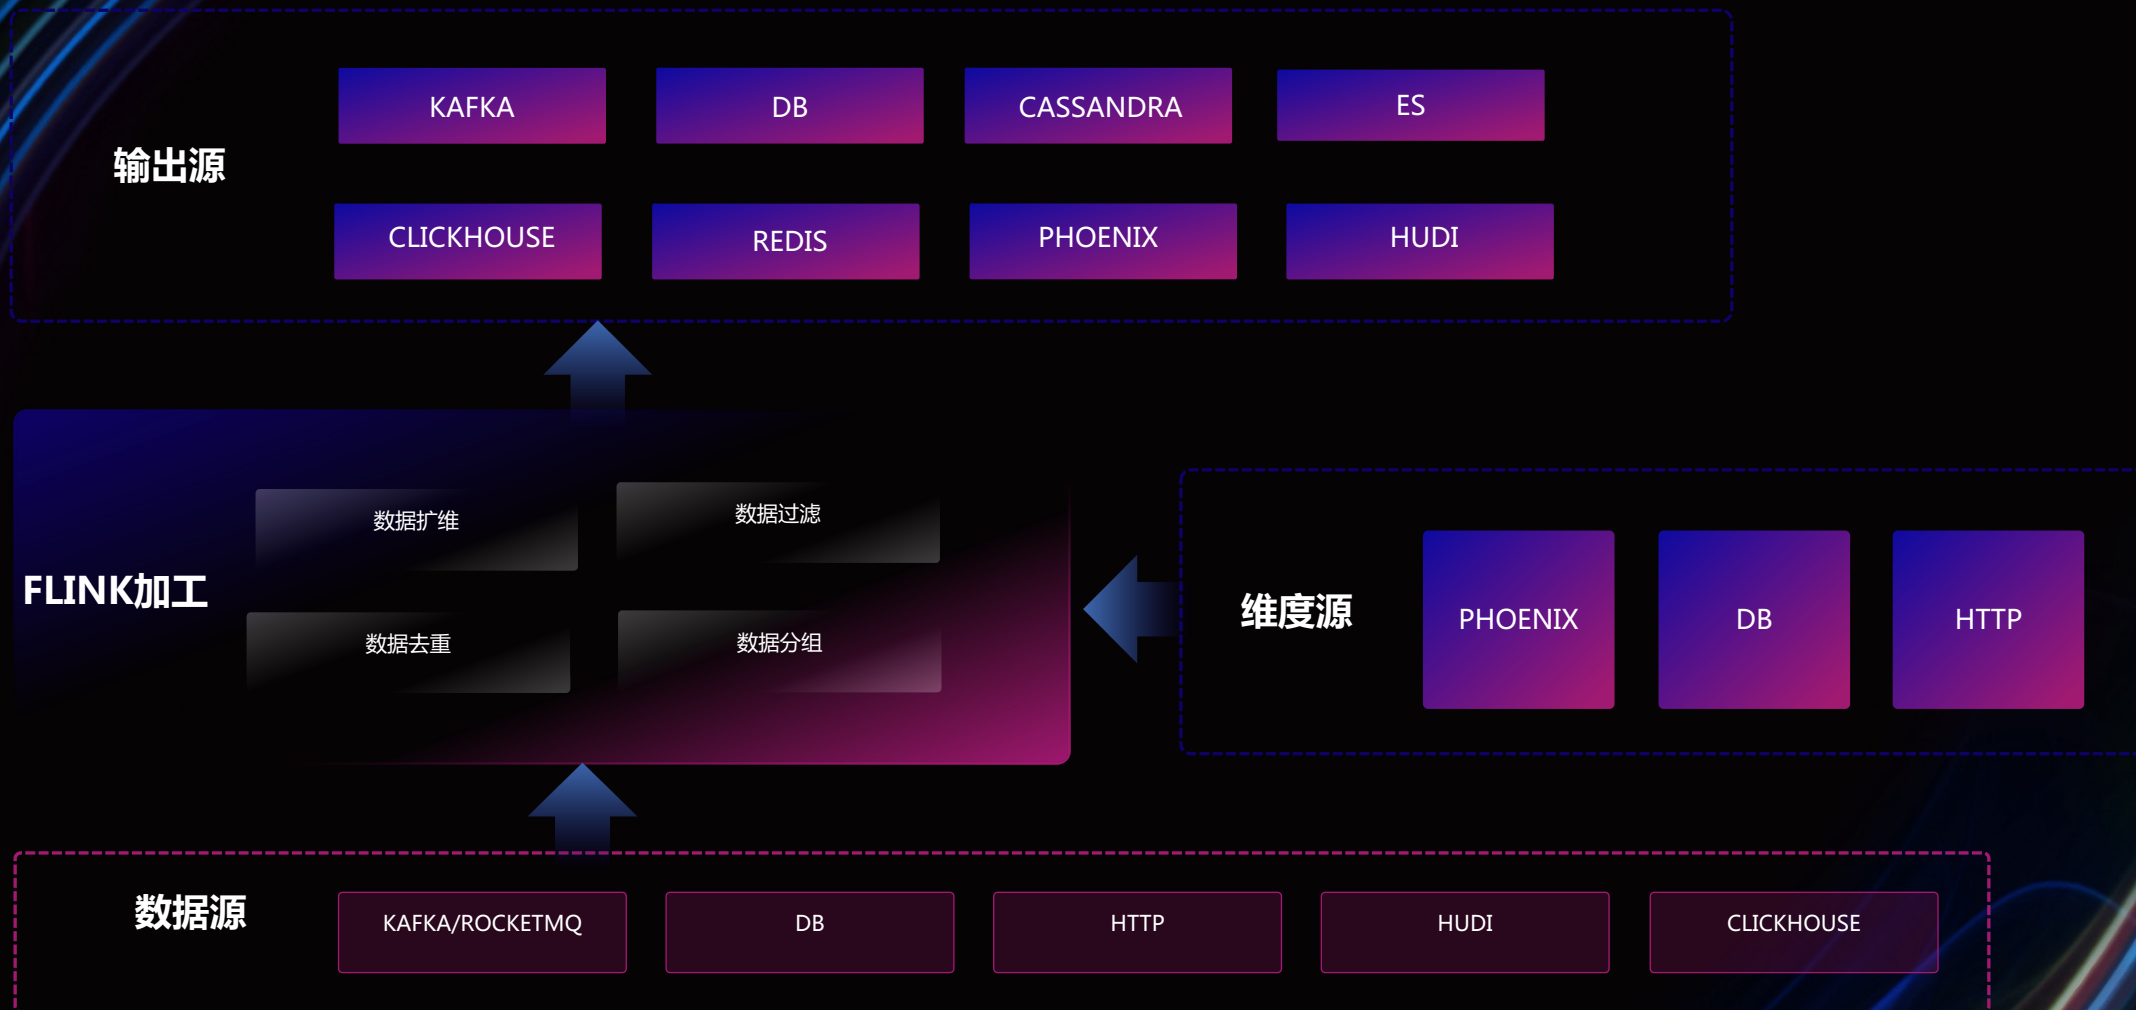 输出源
KAFKA
DB
CASSANDRA
ES
CLICKHOUSE
REDIS
PHOENIX
HUDI
FLINK加工
数据扩维
数据过滤
数据去重
数据分组
维度源
PHOENIX
DB
HTTP
数据源
KAFKA/ROCKETMQ
DB
HTTP
HUDI
CLICKHOUSE